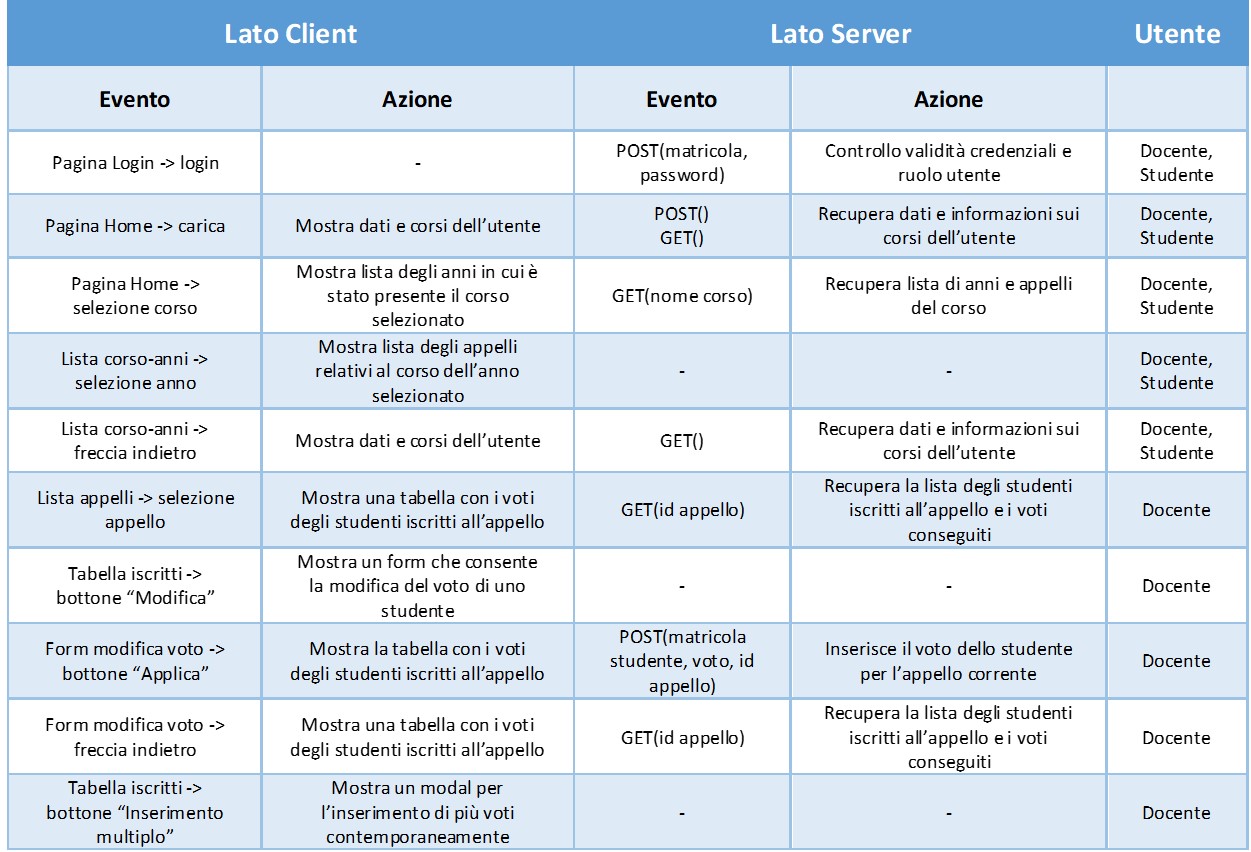 Lato Client Lato Server Utente
Evento Azione Evento Azione
Pagina Login -> login
-
POST(matricola,
password)
Controllo validità credenziali e
ruolo utente
Docente,
Studente
Pagina Home -> carica
Mostra dati e corsi dell’utente
POST()
GET()
Recupera dati e informazioni sui
corsi dell’utente
Docente,
Studente
Pagina Home ->
selezione corso
Mostra lista degli anni in cui è
stato presente il corso
selezionato
GET(nome corso)
Recupera lista di anni e appelli
del corso
Docente,
Studente
Lista corso-anni ->
selezione anno
Mostra lista degli appelli
relativi al corso dell’anno
selezionato
-
-
Docente,
Studente
Lista corso-anni ->
freccia indietro
Mostra dati e corsi dell’utente
GET()
Recupera dati e informazioni sui
corsi dell’utente
Docente,
Studente
Lista appelli -> selezione
appello
Mostra una tabella con i voti
degli studenti iscritti all’appello
GET(id appello)
Recupera la lista degli studenti
iscritti all’appello e i voti
conseguiti
Docente
Tabella iscritti ->
bottone “Modifica”
Mostra un form che consente
la modifica del voto di uno
studente
-
-
Docente
Form modifica voto ->
bottone “Applica”
Mostra la tabella con i voti
degli studenti iscritti all’appello
POST(matricola
studente, voto, id
appello)
Inserisce il voto dello studente
per l’appello corrente
Docente
Form modifica voto ->
freccia indietro
Mostra una tabella con i voti
degli studenti iscritti all’appello
GET(id appello)
Recupera la lista degli studenti
iscritti all’appello e i voti
conseguiti
Docente
Tabella iscritti ->
bottone “Inserimento
multiplo”
Mostra un modal per
l’inserimento di più voti
contemporaneamente
-
-
Docente